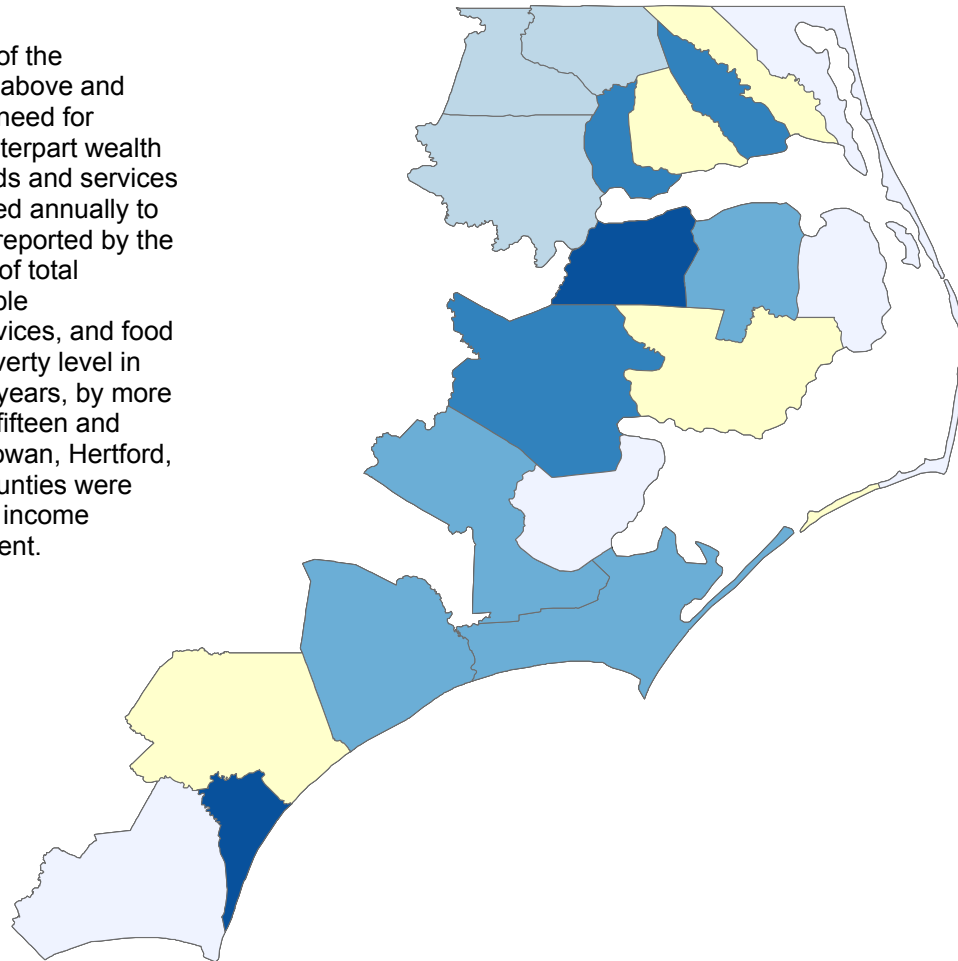 of the
above and
need for
terpart wealth
ds and services
ed annually to
reported by the
of total
ole
vices, and food
verty level in
years, by more
fifteen and
owan, Hertford,
unties were
income
ent.